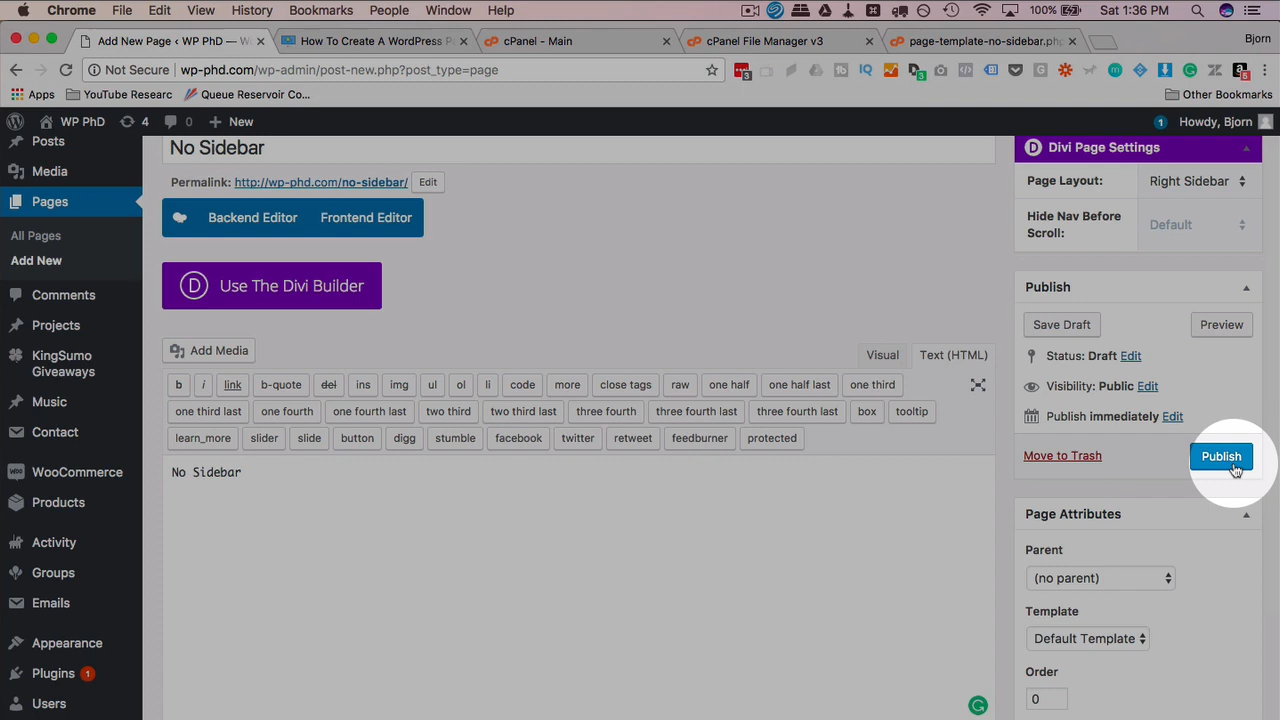 Chrome File Edit View History Bookmarks People Window Help 100% Sat 1:36 PM
Add New Page ‹ WP PhD — W How To Create A WordPress P cPanel - Main cPanel File Manager v3 page-template-no-sidebar.php Bjorn
Not Secure wp-phd.com/wp-admin/post-new.php?post_type=page
Apps YouTube Researc Queue Reservoir Co... Other Bookmarks
WP PhD 4 0 New 1 Howdy, Bjorn
Posts
Media
Pages
All Pages
Add New
Comments
Projects
KingSumo
Giveaways
Music
Contact
WooCommerce
Products
Activity
Groups
Emails
Appearance
Plugins 1
Users
No Sidebar
Permalink: http://wp-phd.com/no-sidebar/ Edit
Backend Editor Frontend Editor
D Use The Divi Builder
Add Media Visual Text (HTML)
b i link b-quote del ins img ul ol li code more close tags raw one half one half last one third
one third last one fourth one fourth last two third two third last three fourth three fourth last three fourth last box tooltip
learn_more slider slide button digg stumble facebook twitter retweet feedburner protected
No Sidebar
D Divi Page Settings
Page Layout: Right Sidebar
Hide Nav Before
Scroll: Default
Publish
Save Draft Preview
Status: Draft Edit
Visibility: Public Edit
Publish immediately Edit
Move to Trash Publish
Page Attributes
Parent
(no parent)
Template
Default Template
Order
0